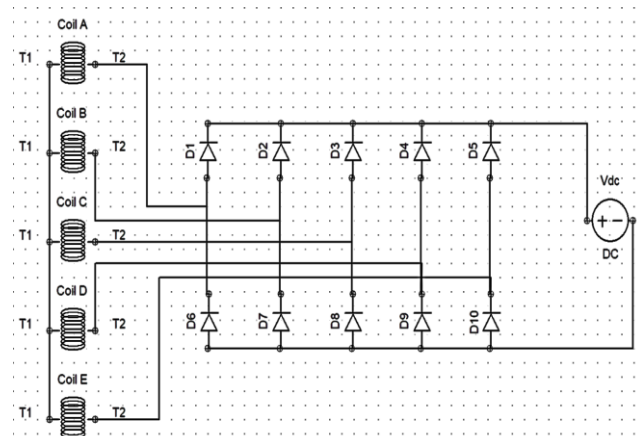 Coil A
T1 T2
Coil B
T1 T2
D1 D2 D3 D4 D5
Vdc
+ −
DC
Coil C
T1 T2
Coil D
T1 T2
D6 D7 D8 D9 D10
Coil E
T1 T2